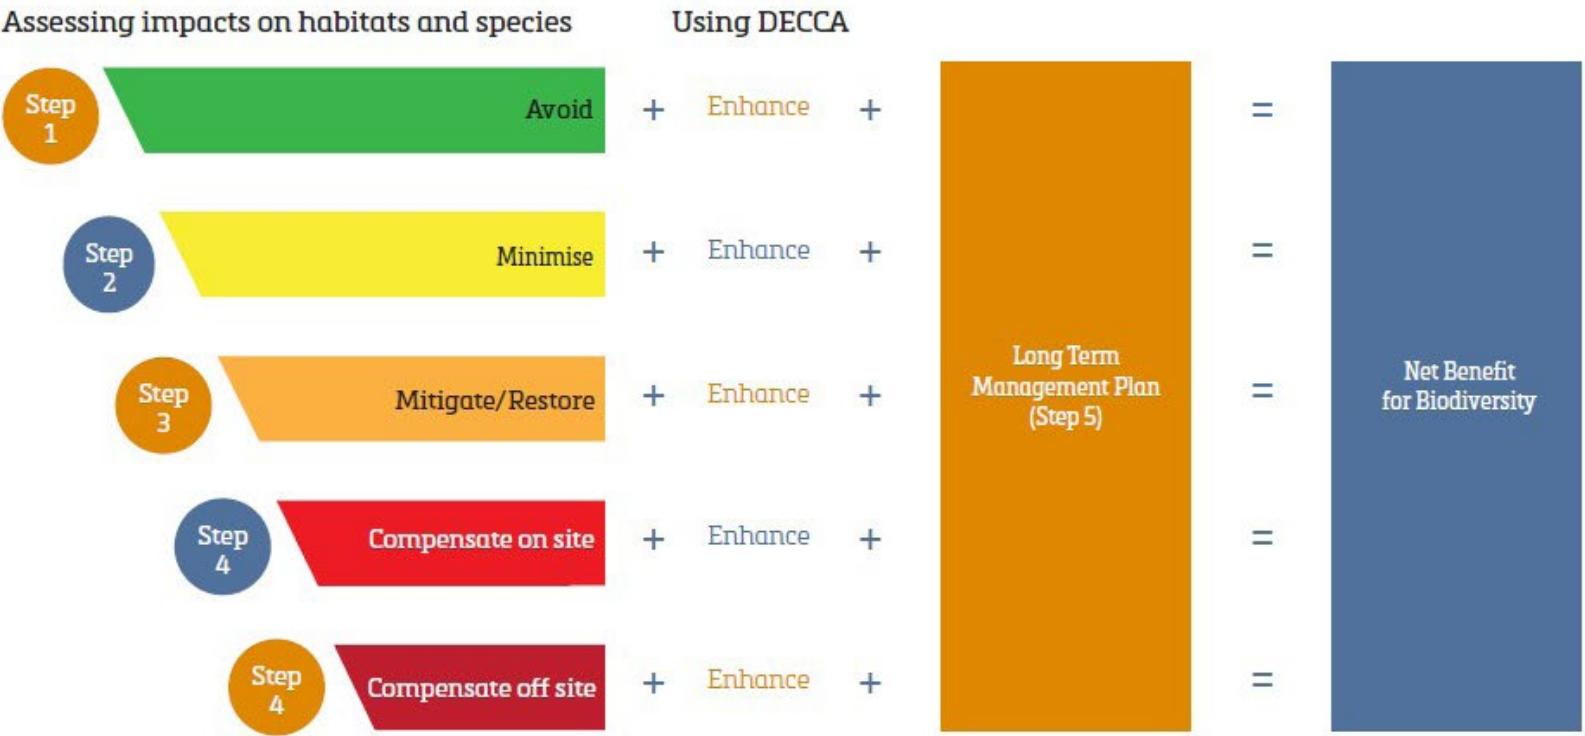 Assessing impacts on habitats and species
Using DECCA
Step
1
Avoid
+ Enhance + =
Step
2
Minimise
+ Enhance + =
Step
3
Mitigate/Restore
+ Enhance + =
Step
4
Compensate on site
+ Enhance + =
Step
4
Compensate off site
+ Enhance + =
Long Term
Management Plan
(Step 5)
Net Benefit
for Biodiversity